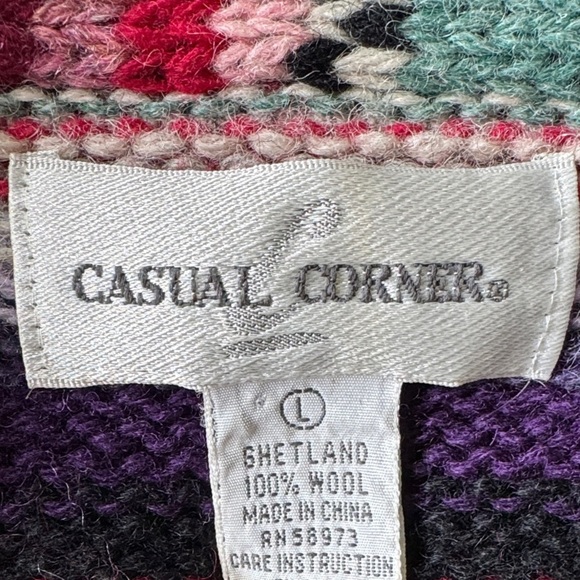 CASUAL CORNER®
L
SHETLAND
100% WOOL
MADE IN CHINA
RN 56973
CARE INSTRUCTION